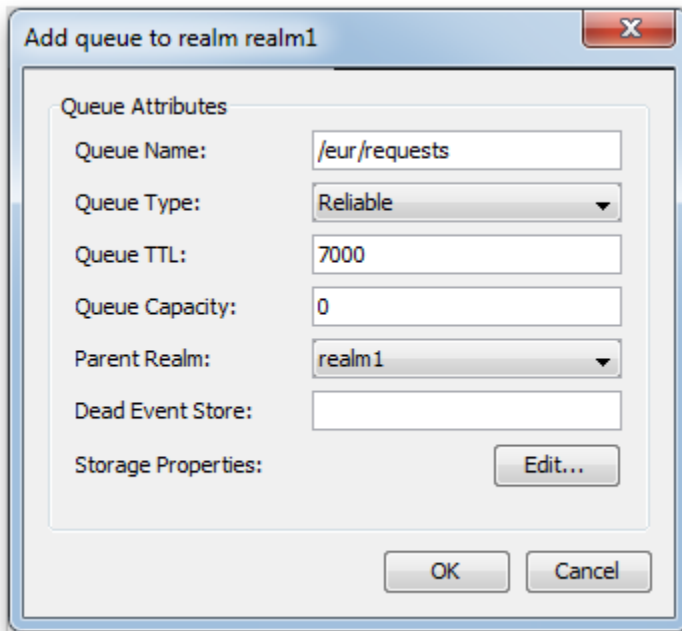 Add queue to realm realm1
Queue Attributes
Queue Name: /eur/requests
Queue Type: Reliable
Queue TTL: 7000
Queue Capacity: 0
Parent Realm: realm1
Dead Event Store:
Storage Properties: Edit...
OK Cancel